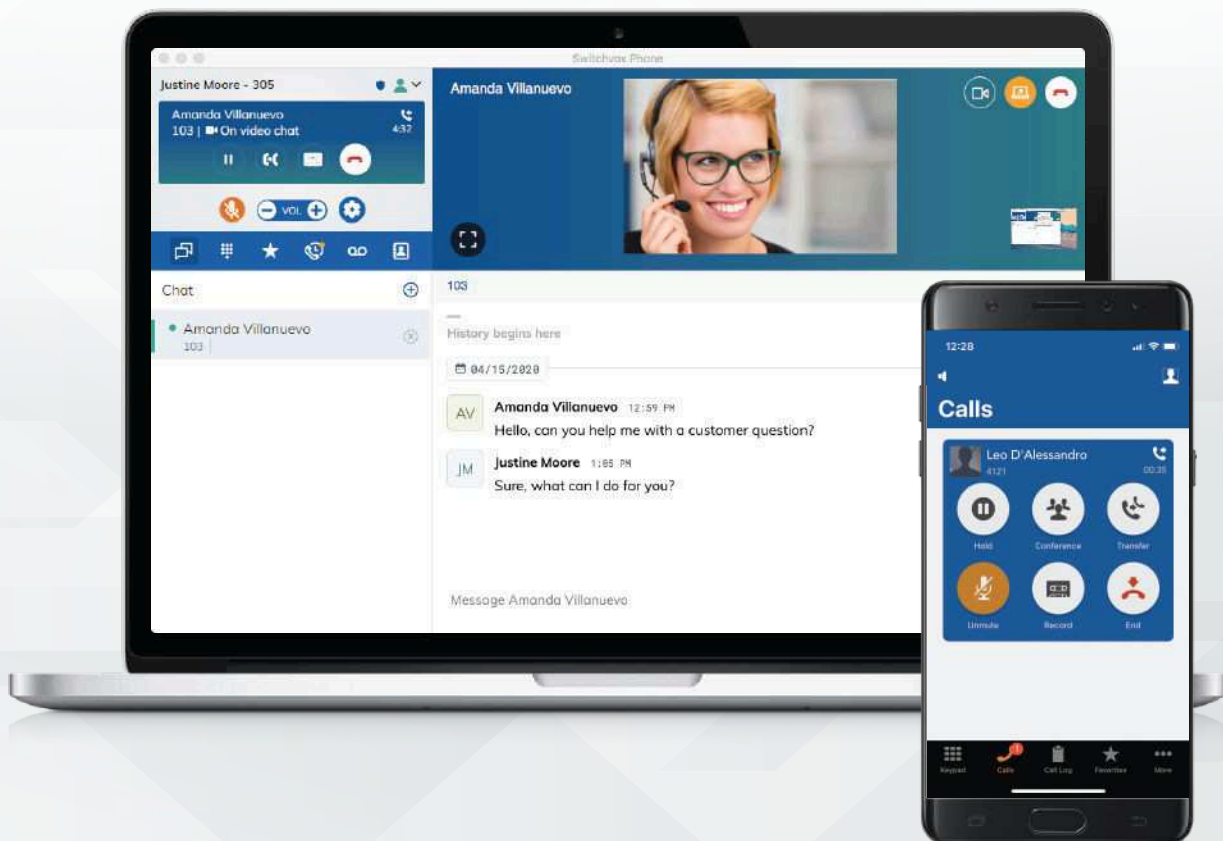 Switchvox Phone
Justine Moore - 305
Amanda Villanuevo
103 | On video chat
4:32
VOL
Chat
Amanda Villanuevo
103
Amanda Villanuevo
103
History begins here
04/15/2020
AV
Amanda Villanuevo 12:59 PM
Hello, can you help me with a customer question?
JM
Justine Moore 1:05 PM
Sure, what can I do for you?
Message Amanda Villanuevo
12:28
Calls
Leo D'Alessandro
4121
00:38
Hold
Conference
Transfer
Unmute
Record
End
1
Keypad
Calls
Call Log
Favorites
More